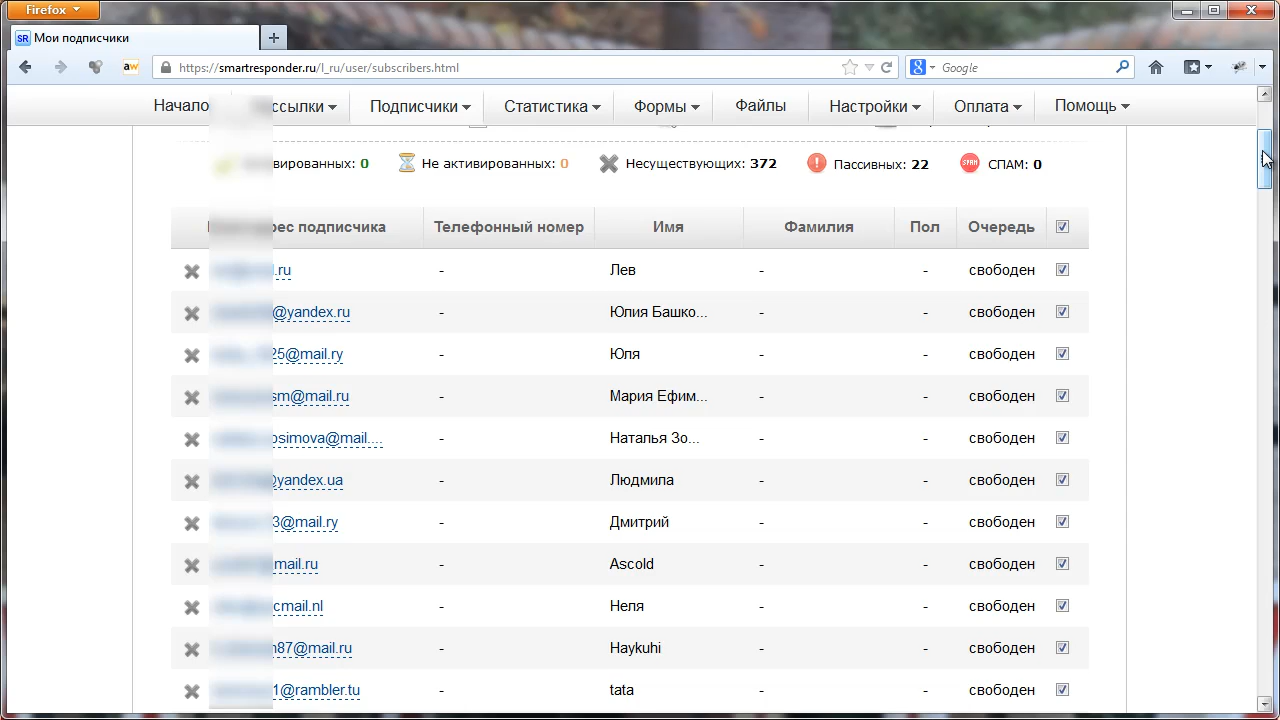 Firefox
SR Мои подписчики
aw https://smartresponder.ru/l_ru/user/subscribers.html Google
Начало Рассылки Подписчики Статистика Формы Файлы Настройки Оплата Помощь
0 Не активированных: 0 Несуществующих: 372 Пассивных: 22 СПАМ: 0
подписчика Телефонный номер Имя Фамилия Пол Очередь
.ru - Лев - - свободен
@yandex.ru - Юлия Башко... - - свободен
25@mail.ry - Юля - - свободен
sm@mail.ru - Мария Ефим... - - свободен
osimova@mail.... - Наталья Зо... - - свободен
@yandex.ua - Людмила - - свободен
3@mail.ry - Дмитрий - - свободен
mail.ru - Ascold - - свободен
cmail.nl - Неля - - свободен
87@mail.ru - Haykuhi - - свободен
1@rambler.tu - tata - - свободен